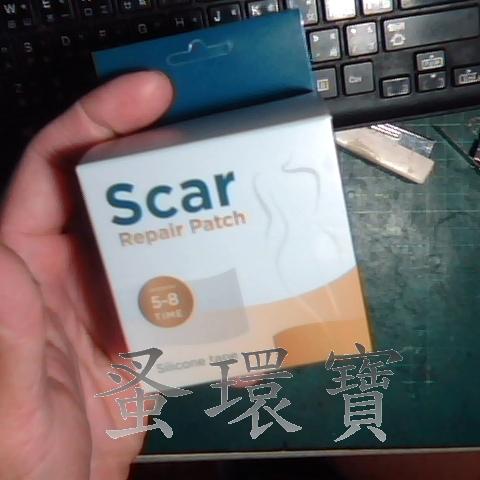 Scar
Repair Patch
5-8
TIME
Silicone tape
蚤環寶